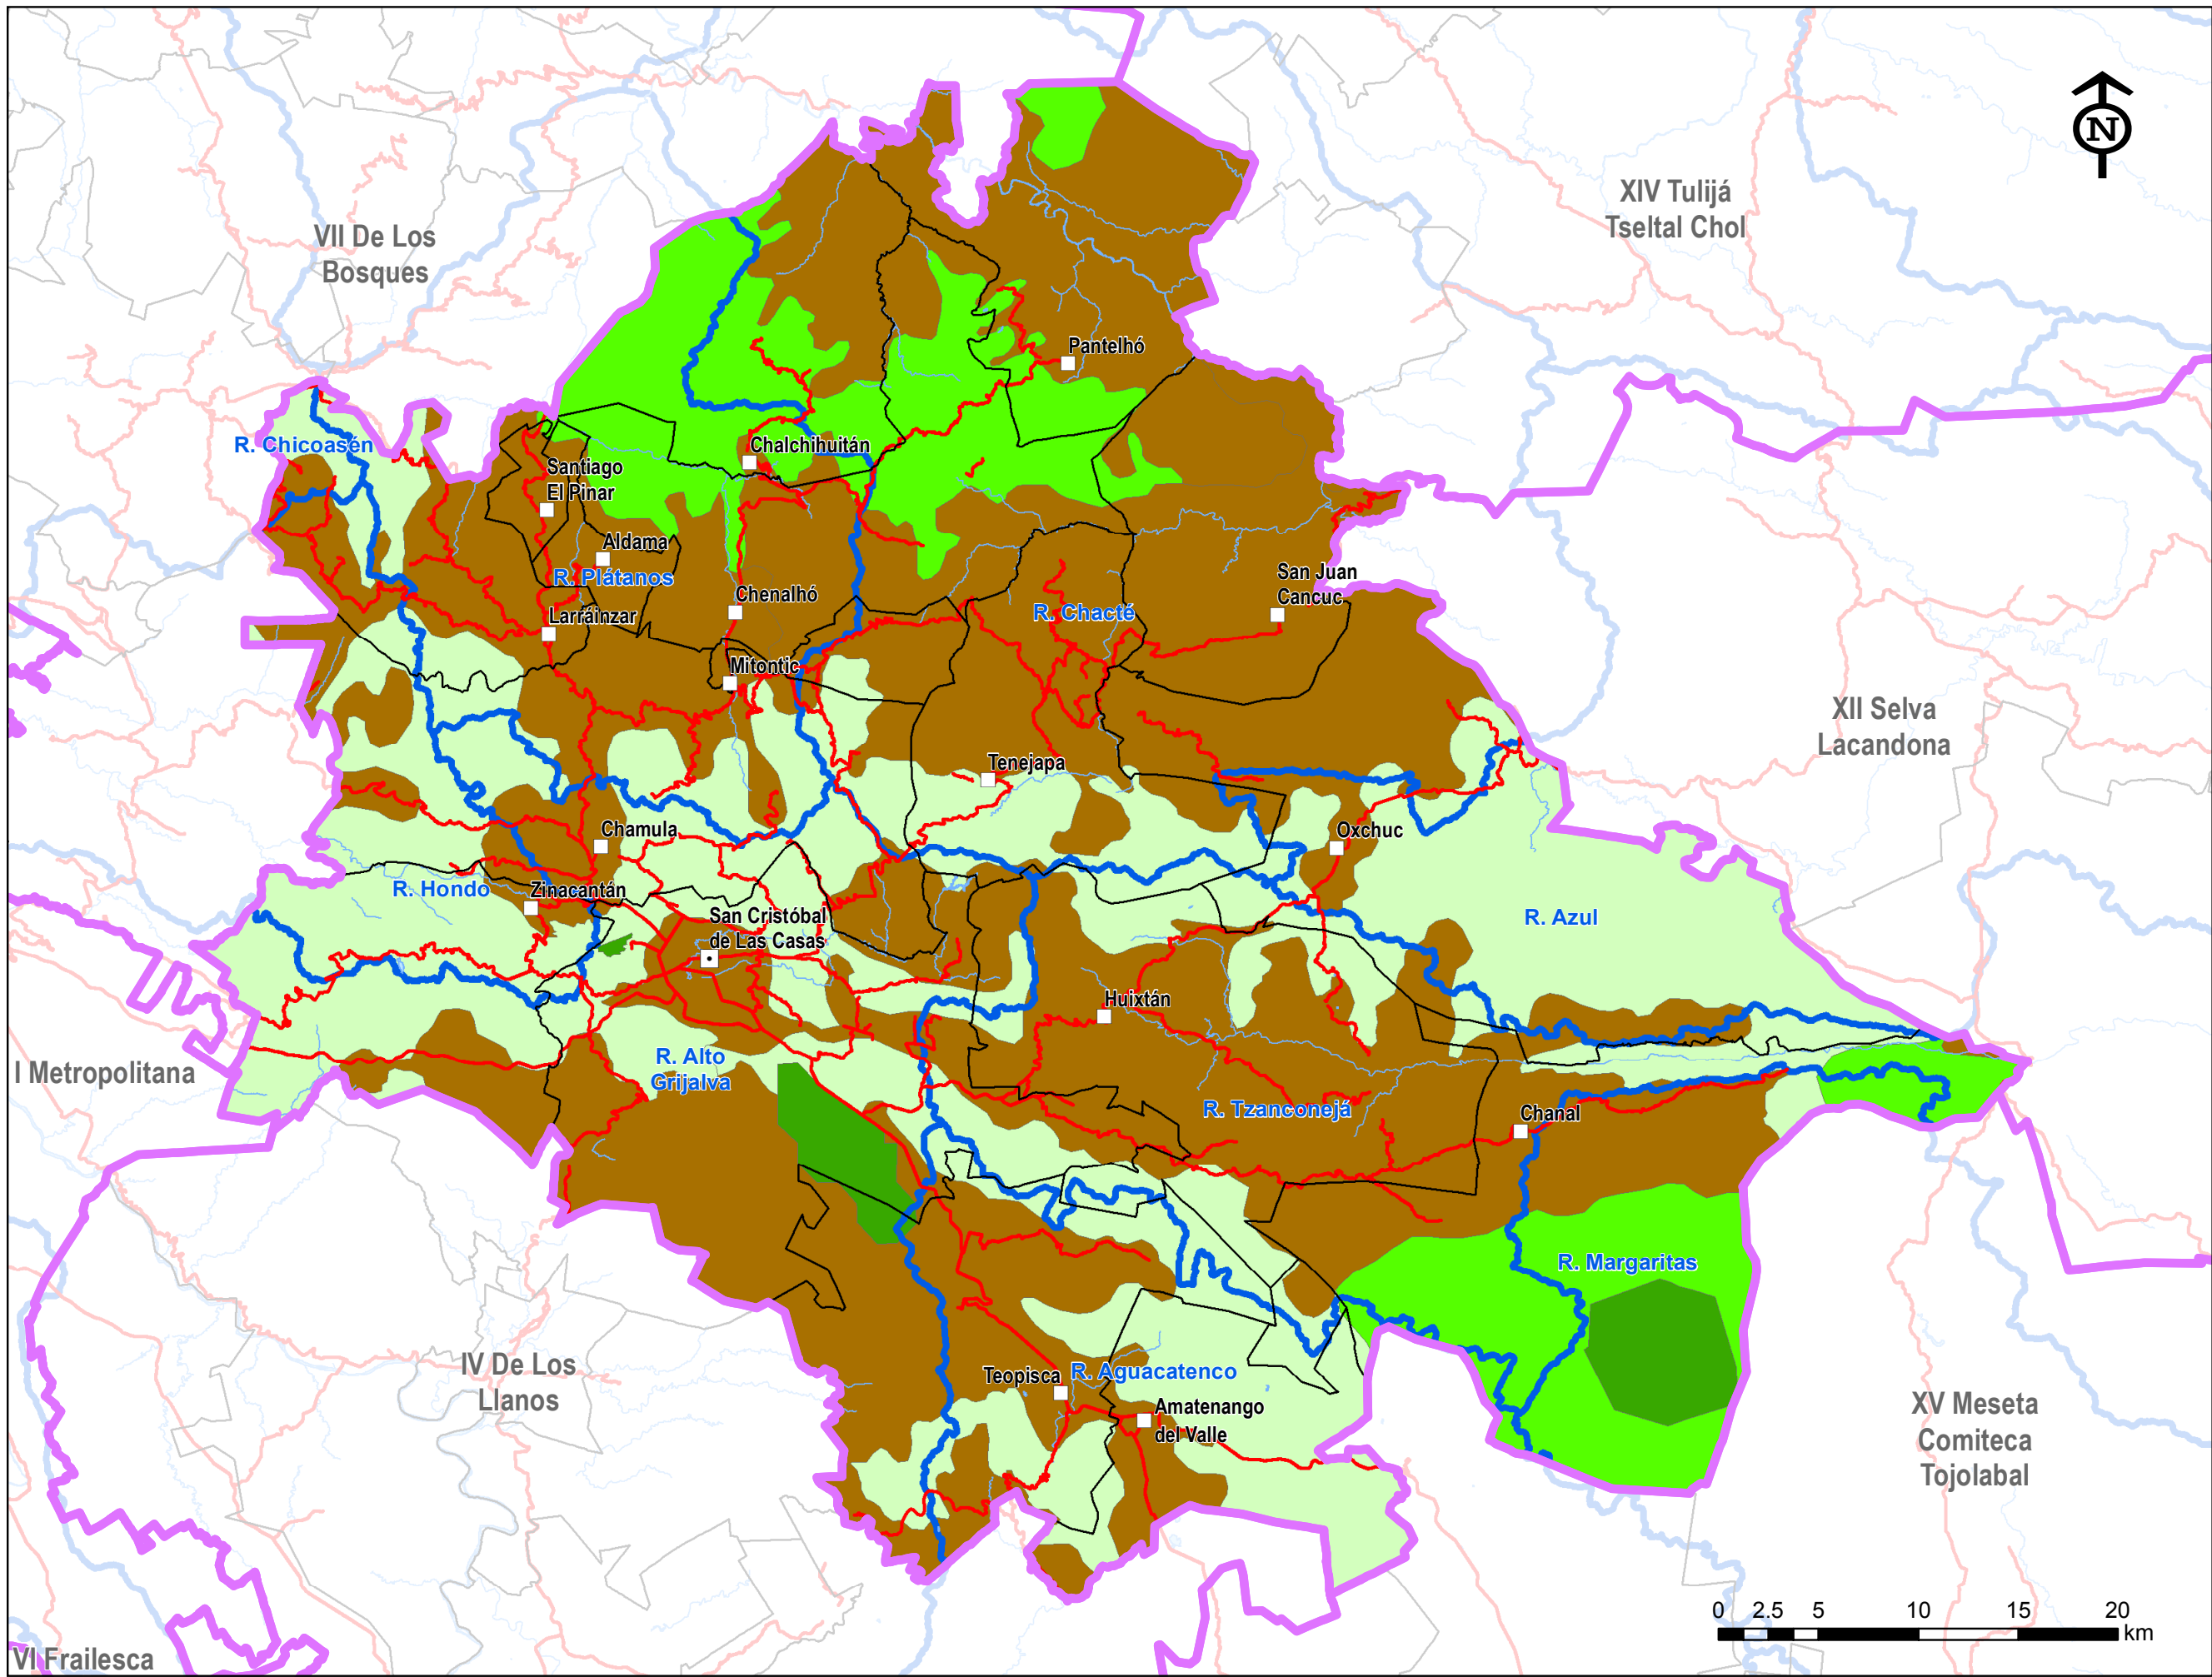 N
XIV Tulijá
Tseltal Chol
VII De Los
Bosques
Pantelhó
R. Chicoasén
Chalchihuitán
Santiago
El Pinar
Aldama
R. Plátanos
San Juan
Cancuc
Chenalhó
R. Chacté
Larráinzar
Mitontic
XII Selva
Lacandona
Tenejapa
Chamula
Oxchuc
R. Hondo
Zinacantán
San Cristóbal
de Las Casas
R. Azul
Huixtán
R. Alto
Grijalva
I Metropolitana
R. Tzanconejá
Chanal
R. Margaritas
IV De Los
Llanos
Teopisca
R. Aguacatenco
Amatenango
del Valle
XV Meseta
Comiteca
Tojolabal
0 2.5 5 10 15 20
km
VI Frailesca